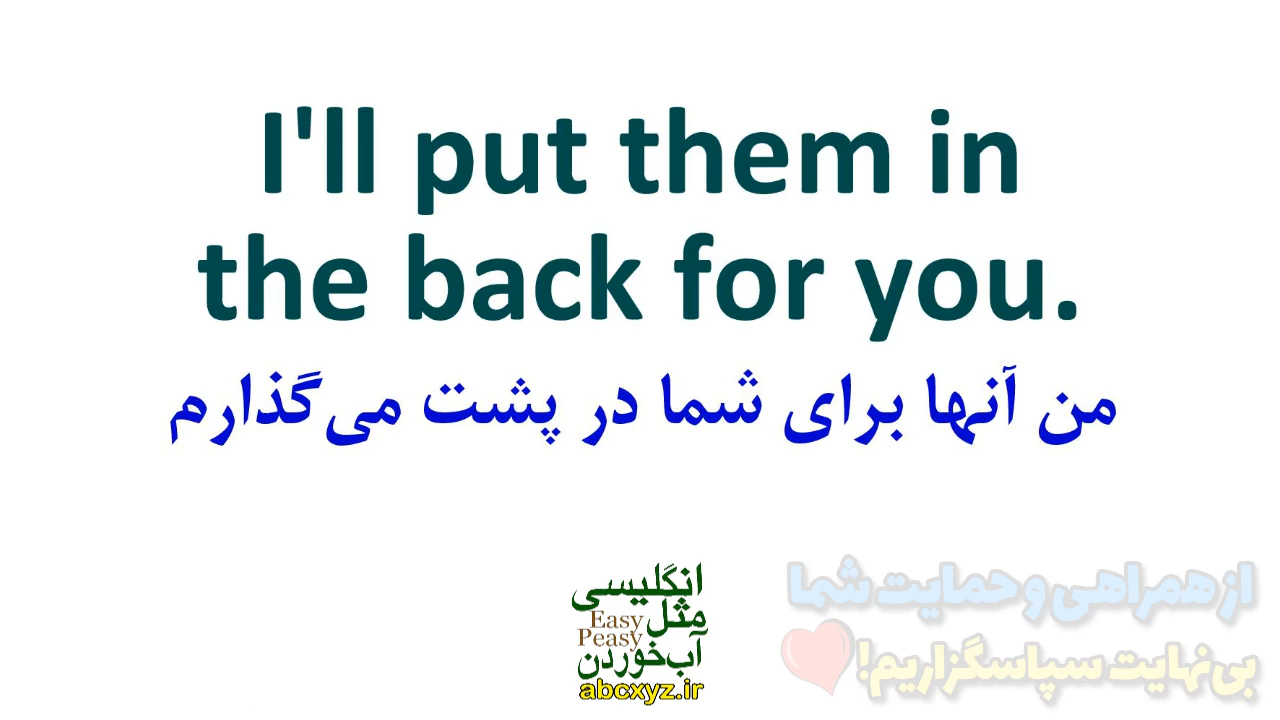 I'll put them in
the back for you.
من آنها برای شما در پشت می‌گذارم
انگلیسی
مثل
Easy
Peasy
آب‌خوردن
abcxyz.ir
از همراهی و حمایت شما
بی‌نهایت سپاسگزاریم!